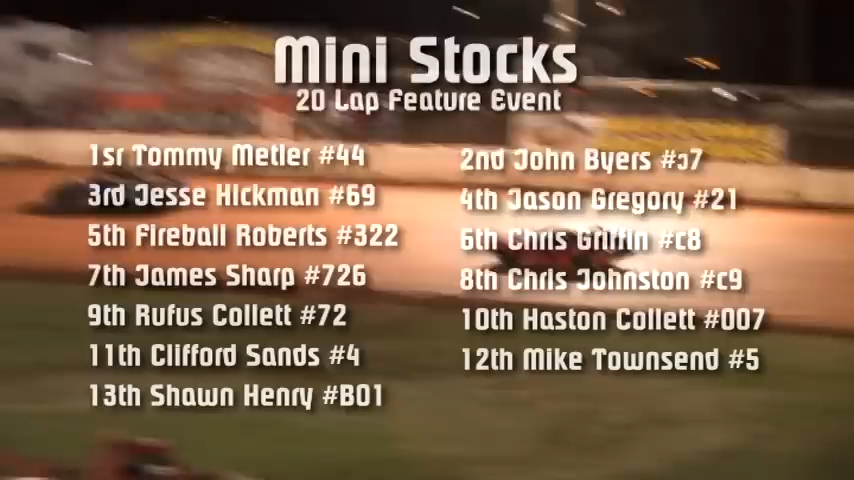 Mini Stocks
20 Lap Feature Event
1sr Tommy Metler #44
2nd John Byers #ɔ7
3rd Jesse Hickman #69
4th Jason Gregory #21
5th Fireball Roberts #322
6th Chris Griffin #c8
7th James Sharp #726
8th Chris Johnston #c9
9th Rufus Collett #72
10th Haston Collett #007
11th Clifford Sands #4
12th Mike Townsend #5
13th Shawn Henry #B01